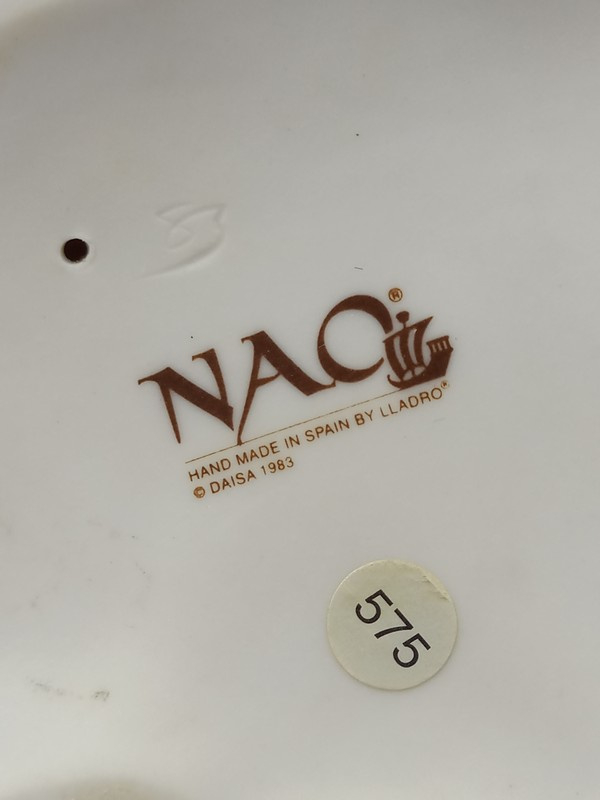 NAO®
HAND MADE IN SPAIN BY LLADRO®
© DAISA 1983
575